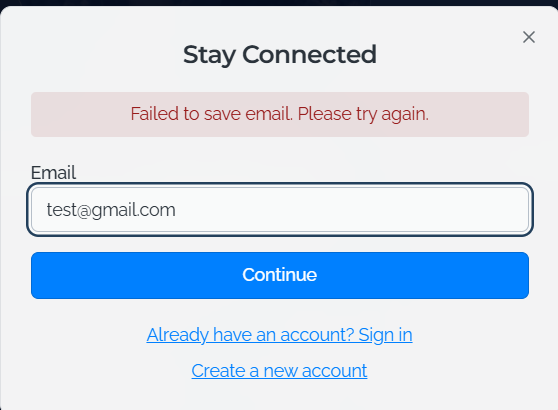 Stay Connected
Failed to save email. Please try again.
Email
test@gmail.com
Continue
Already have an account? Sign in
Create a new account